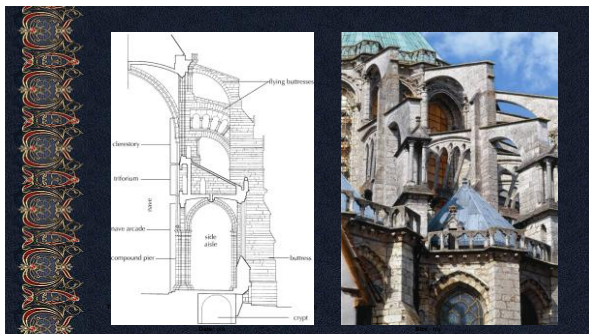 flying buttresses
clerestory
triforium
nave
nave arcade
side
aisle
compound pier
buttress
crypt